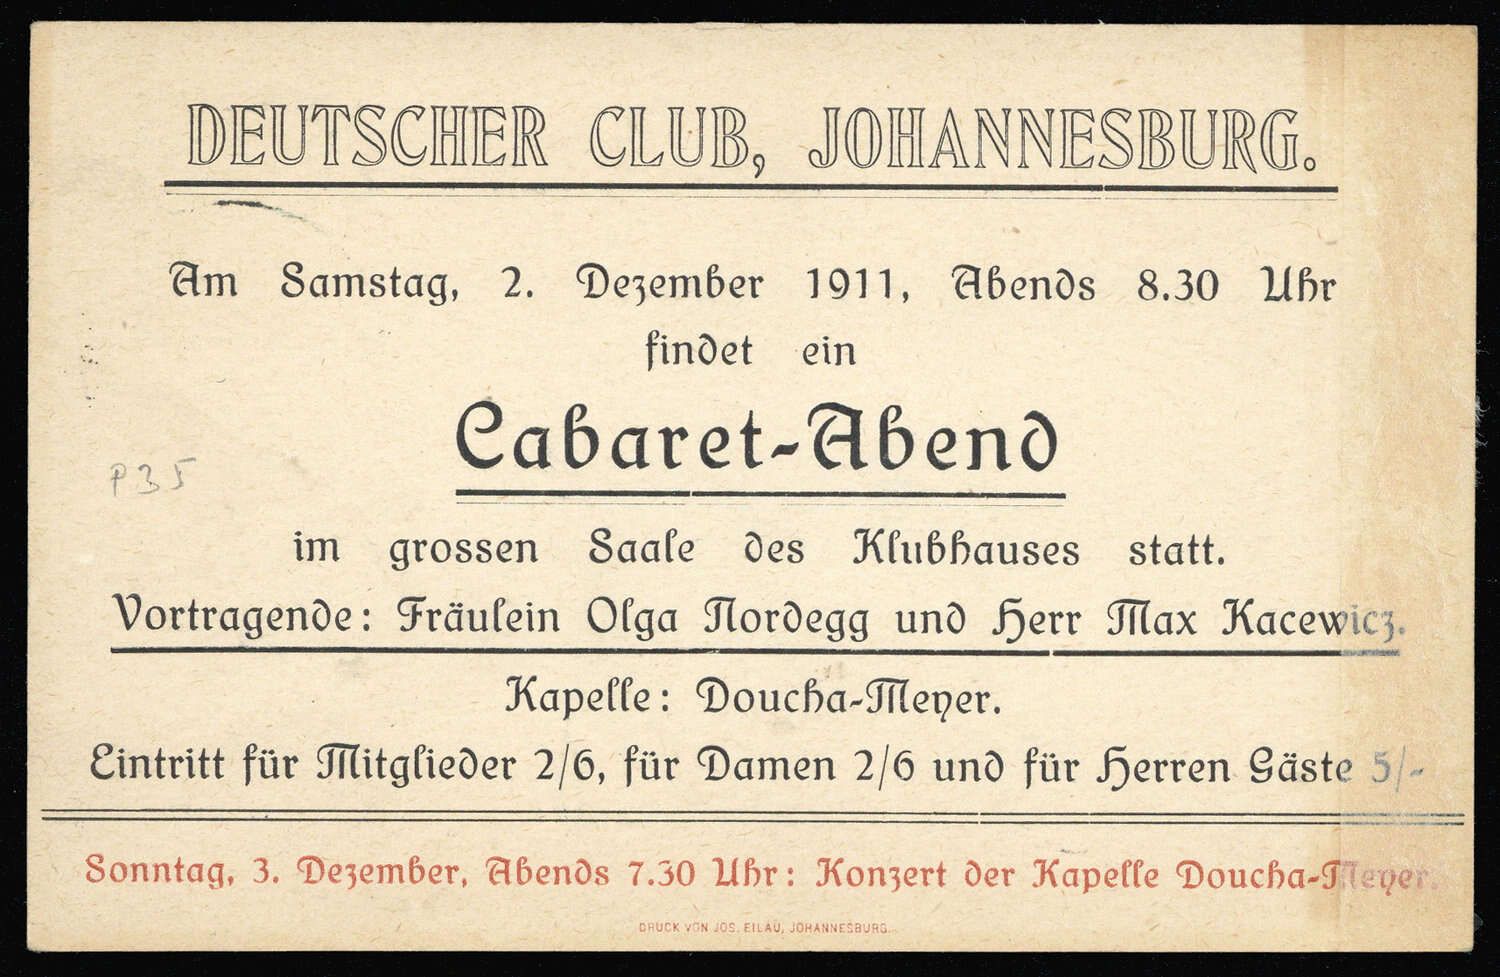 DEUTSCHER CLUB, JOHANNESBURG.
Am Samstag, 2. Dezember 1911, Abends 8.30 Uhr
findet ein
Cabaret-Abend
P35
im grossen Saale des Klubhauses statt.
Vortragende: Fräulein Olga Nordegg und Herr Max Kacewicz.
Kapelle: Doucha-Meyer.
Eintritt für Mitglieder 2/6, für Damen 2/6 und für Herren Gäste 5/-
Sonntag, 3. Dezember, Abends 7.30 Uhr: Konzert der Kapelle Doucha-Meyer.
DRUCK VON JOS. EILAU, JOHANNESBURG.